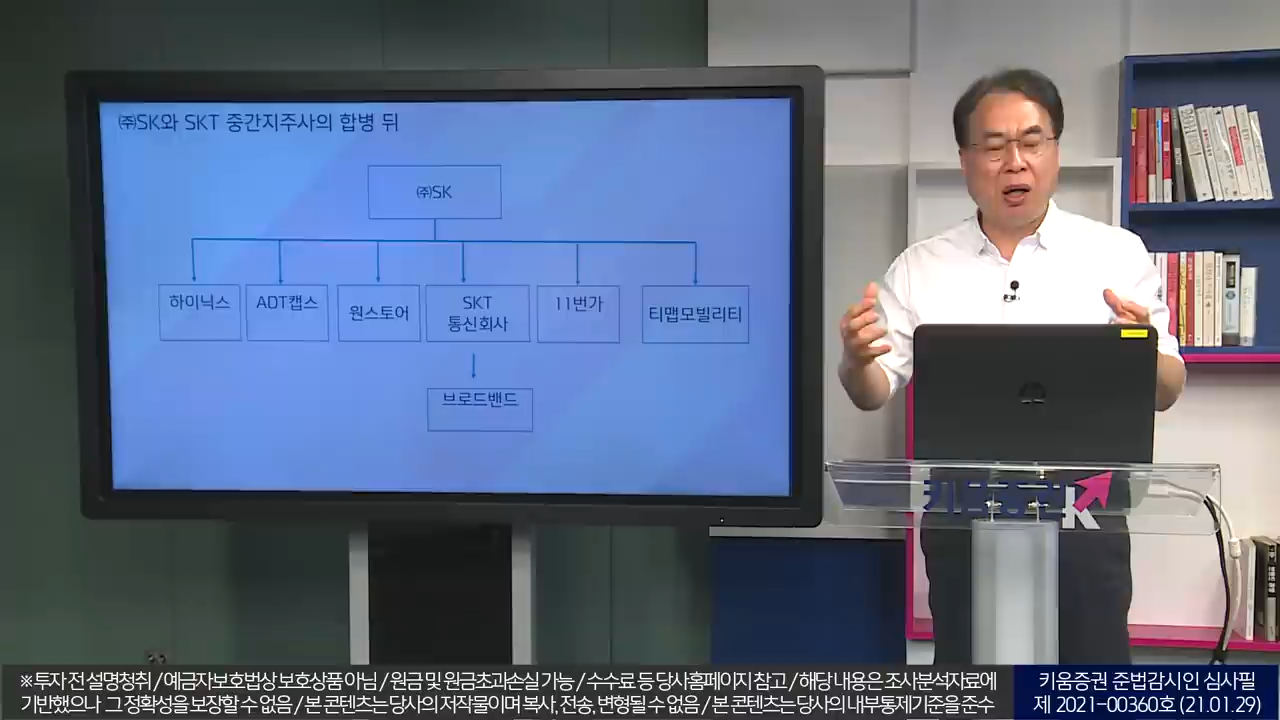 ㈜SK와 SKT 중간지주사의 합병 뒤
㈜SK
하이닉스
ADT캡스
원스토어
SKT
통신회사
11번가
티맵모빌리티
브로드밴드
키움증권
※ 투자 전 설명청취 / 예금자보호법상 보호상품 아님 / 원금 및 원금초과손실 가능 / 수수료 등 당사홈페이지 참고 / 해당 내용은 조사분석자료에
기반했으나 그 정확성을 보장할 수 없음 / 본 콘텐츠는 당사의 저작물이며 복사, 전송, 변형될 수 없음 / 본 콘텐츠는 당사의 내부통제기준을 준수
키움증권 준법감시인 심사필
제 2021-00360호 (21.01.29)